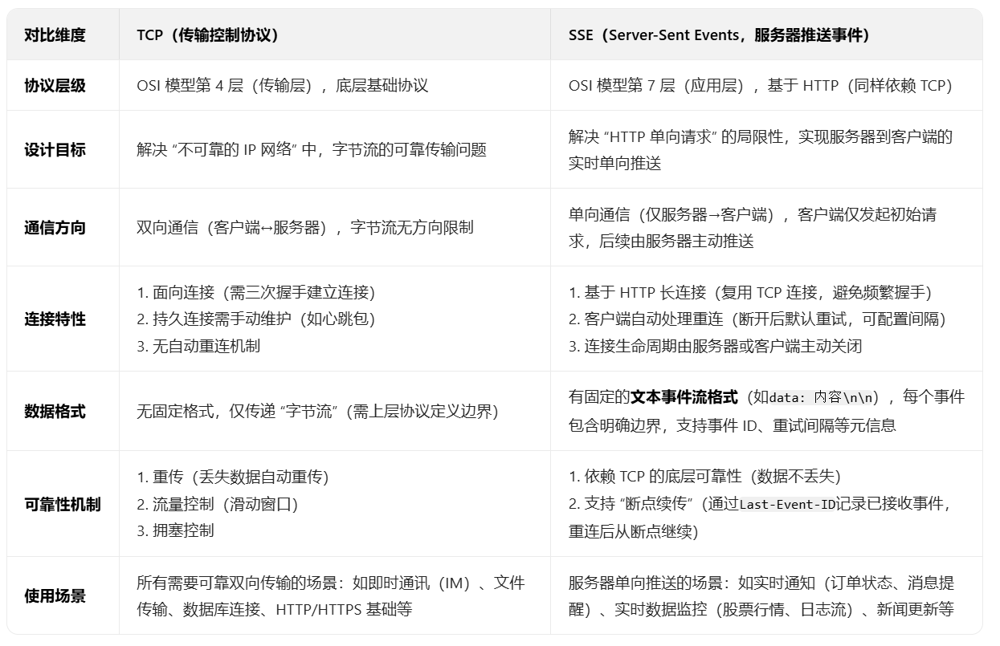 对比维度
TCP（传输控制协议）
SSE（Server-Sent Events，服务器推送事件）
协议层级
OSI 模型第 4 层（传输层），底层基础协议
OSI 模型第 7 层（应用层），基于 HTTP（同样依赖 TCP）
设计目标
解决 “不可靠的 IP 网络” 中，字节流的可靠传输问题
解决 “HTTP 单向请求” 的局限性，实现服务器到客户端的
实时单向推送
通信方向
双向通信（客户端↔服务器），字节流无方向限制
单向通信（仅服务器→客户端），客户端仅发起初始请
求，后续由服务器主动推送
连接特性
1. 面向连接（需三次握手建立连接）
2. 持久连接需手动维护（如心跳包）
3. 无自动重连机制
1. 基于 HTTP 长连接（复用 TCP 连接，避免频繁握手）
2. 客户端自动处理重连（断开后默认重试，可配置间隔）
3. 连接生命周期由服务器或客户端主动关闭
数据格式
无固定格式，仅传递 “字节流”（需上层协议定义边界）
有固定的文本事件流格式（如data: 内容\n\n），每个事件
包含明确边界，支持事件 ID、重试间隔等元信息
可靠性机制
1. 重传（丢失数据自动重传）
2. 流量控制（滑动窗口）
3. 拥塞控制
1. 依赖 TCP 的底层可靠性（数据不丢失）
2. 支持 “断点续传”（通过Last-Event-ID记录已接收事件，
重连后从断点继续）
使用场景
所有需要可靠双向传输的场景：如即时通讯（IM）、文件
传输、数据库连接、HTTP/HTTPS 基础等
服务器单向推送的场景：如实时通知（订单状态、消息提
醒）、实时数据监控（股票行情、日志流）、新闻更新等